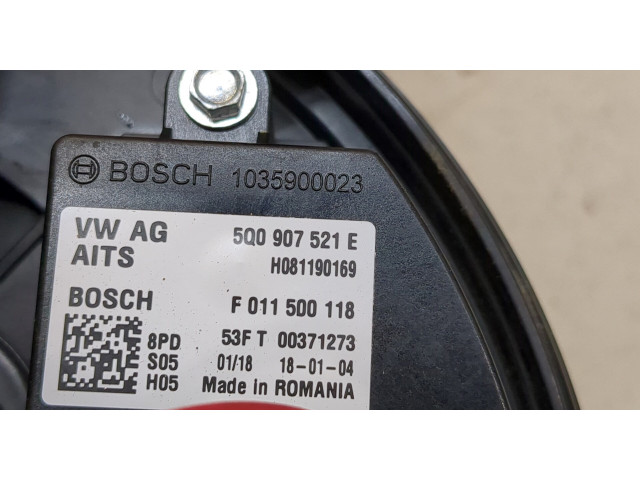 BOSCH 1035900023
VW AG 5Q0 907 521 E
AITS H081190169
BOSCH F 011 500 118
8PD 53F T 00371273
S05 01/18 18-01-04
H05 Made in ROMANIA